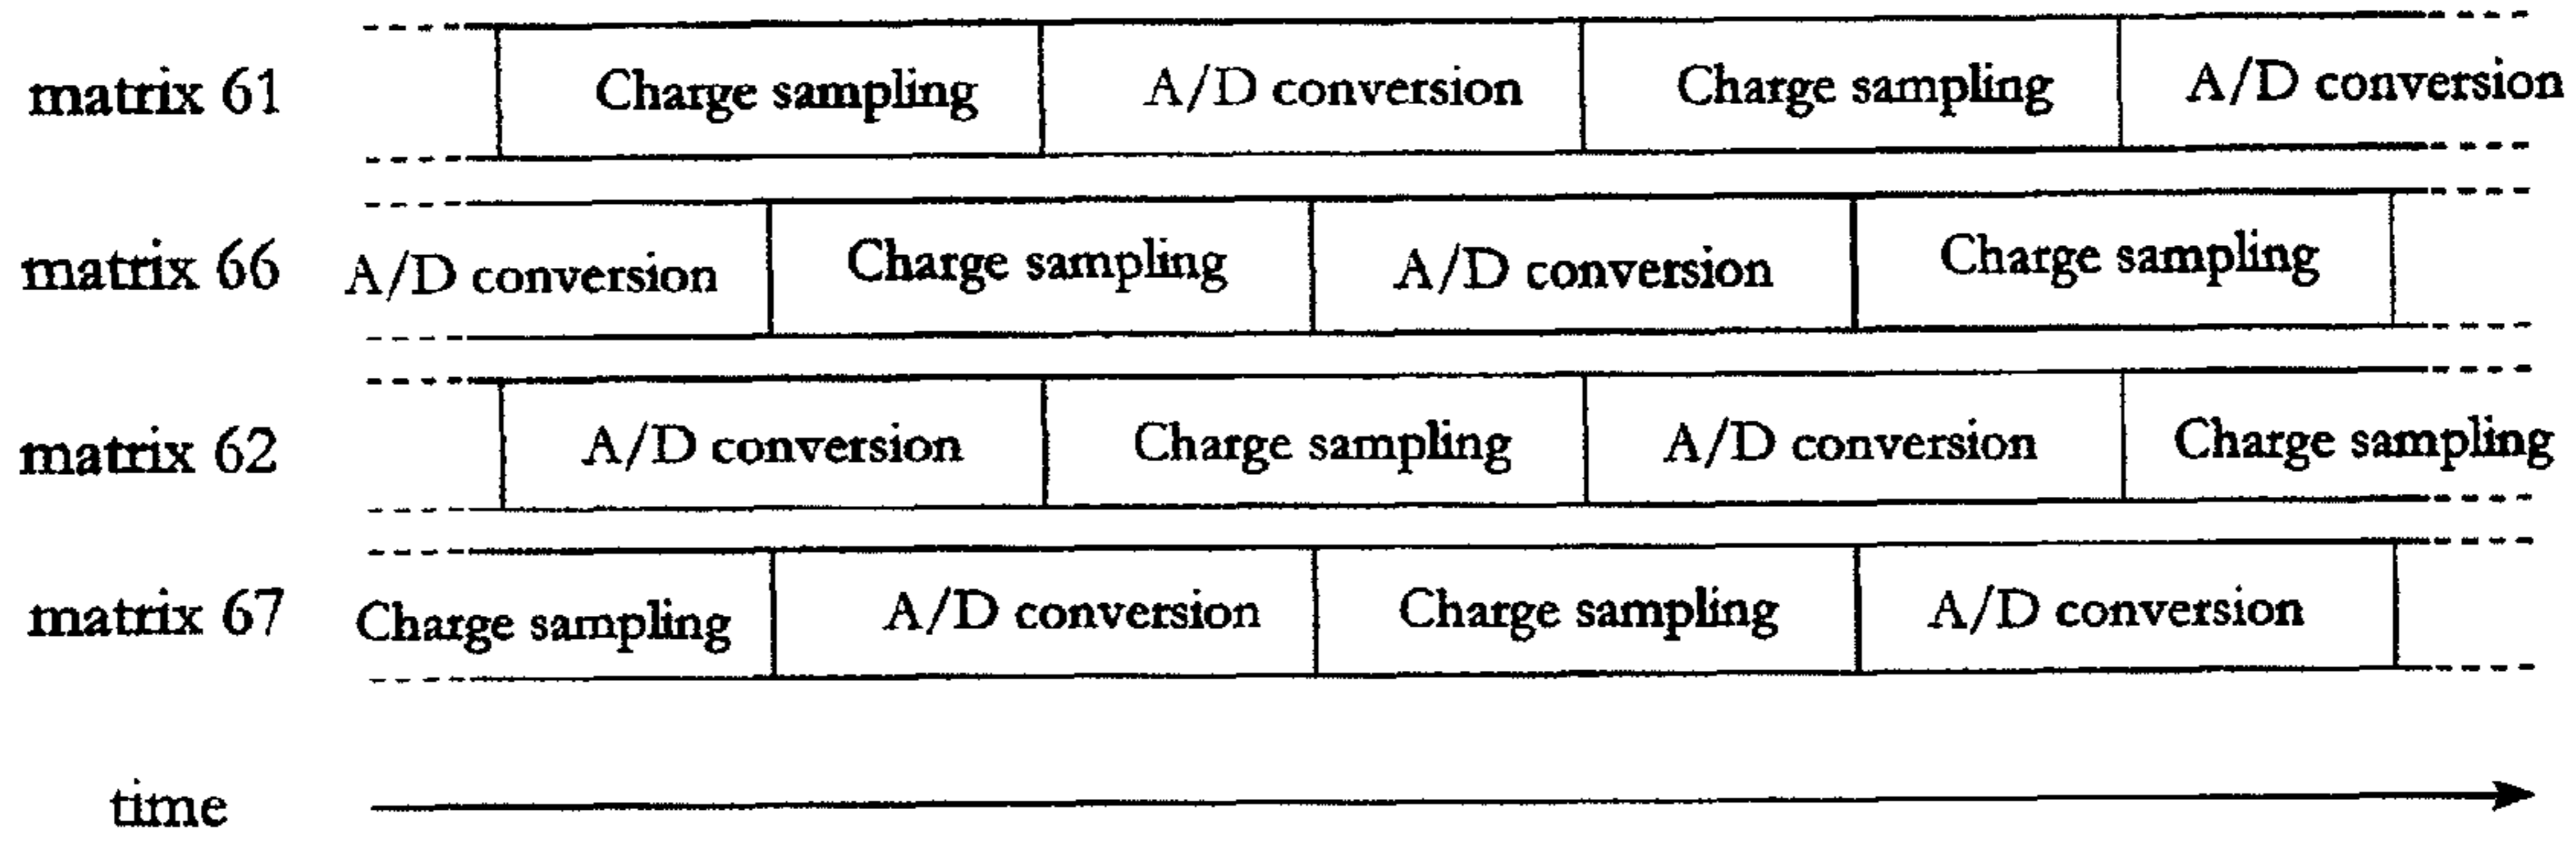 matrix 61 Charge sampling A/D conversion Charge sampling A/D conversion
matrix 66 A/D conversion Charge sampling A/D conversion Charge sampling
matrix 62 A/D conversion Charge sampling A/D conversion Charge sampling
matrix 67 Charge sampling A/D conversion Charge sampling A/D conversion
time